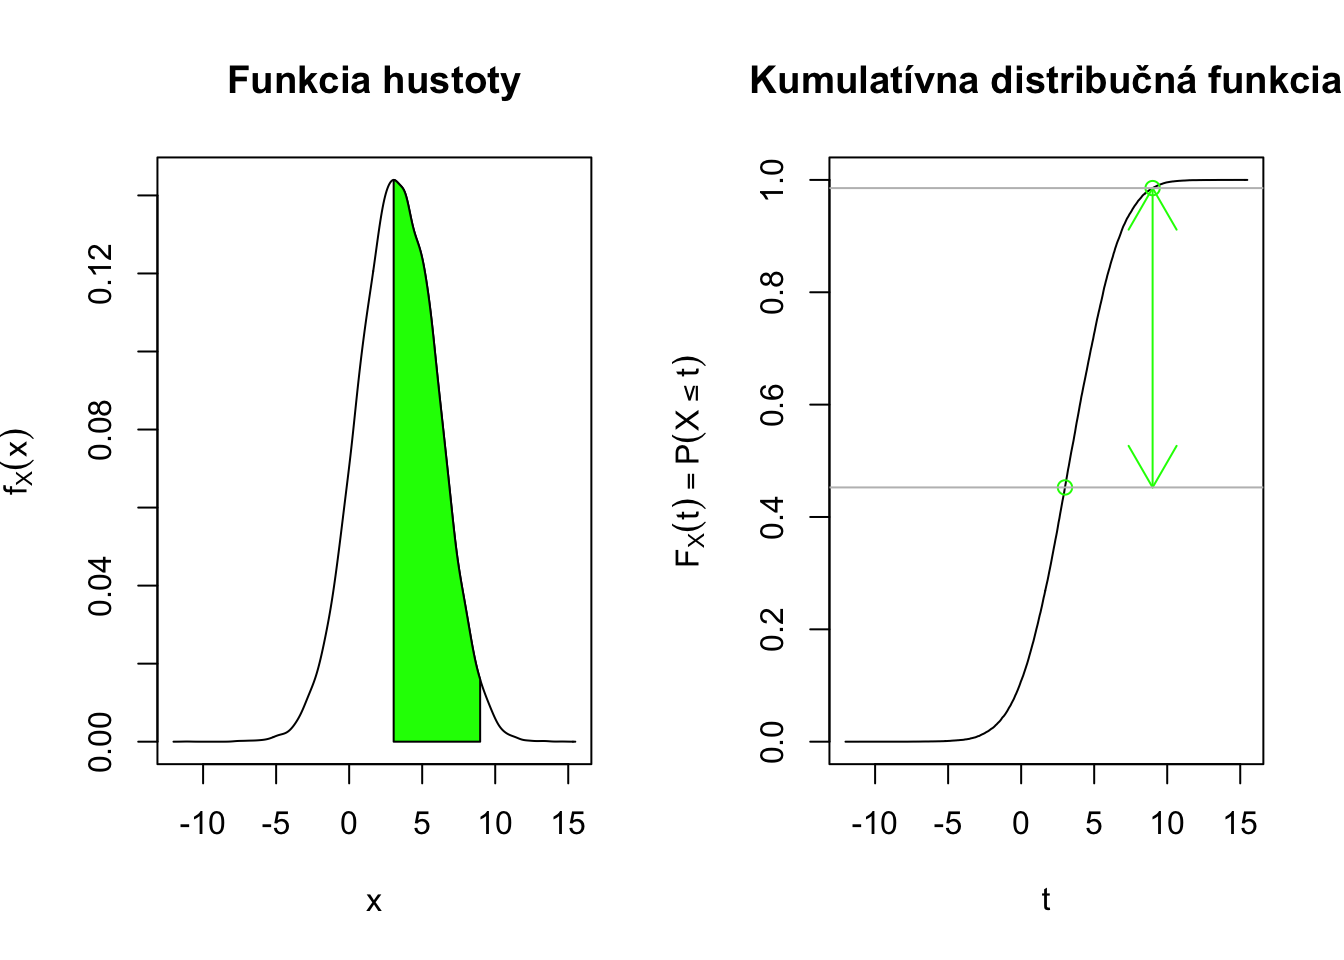 Funkcia hustoty
fX(x)
0.00
0.04
0.08
0.12
-10 -5 0 5 10 15
x
Kumulatívna distribučná funkcia
FX(t) = P(X ≤ t)
0.0
0.2
0.4
0.6
0.8
1.0
-10 -5 0 5 10 15
t